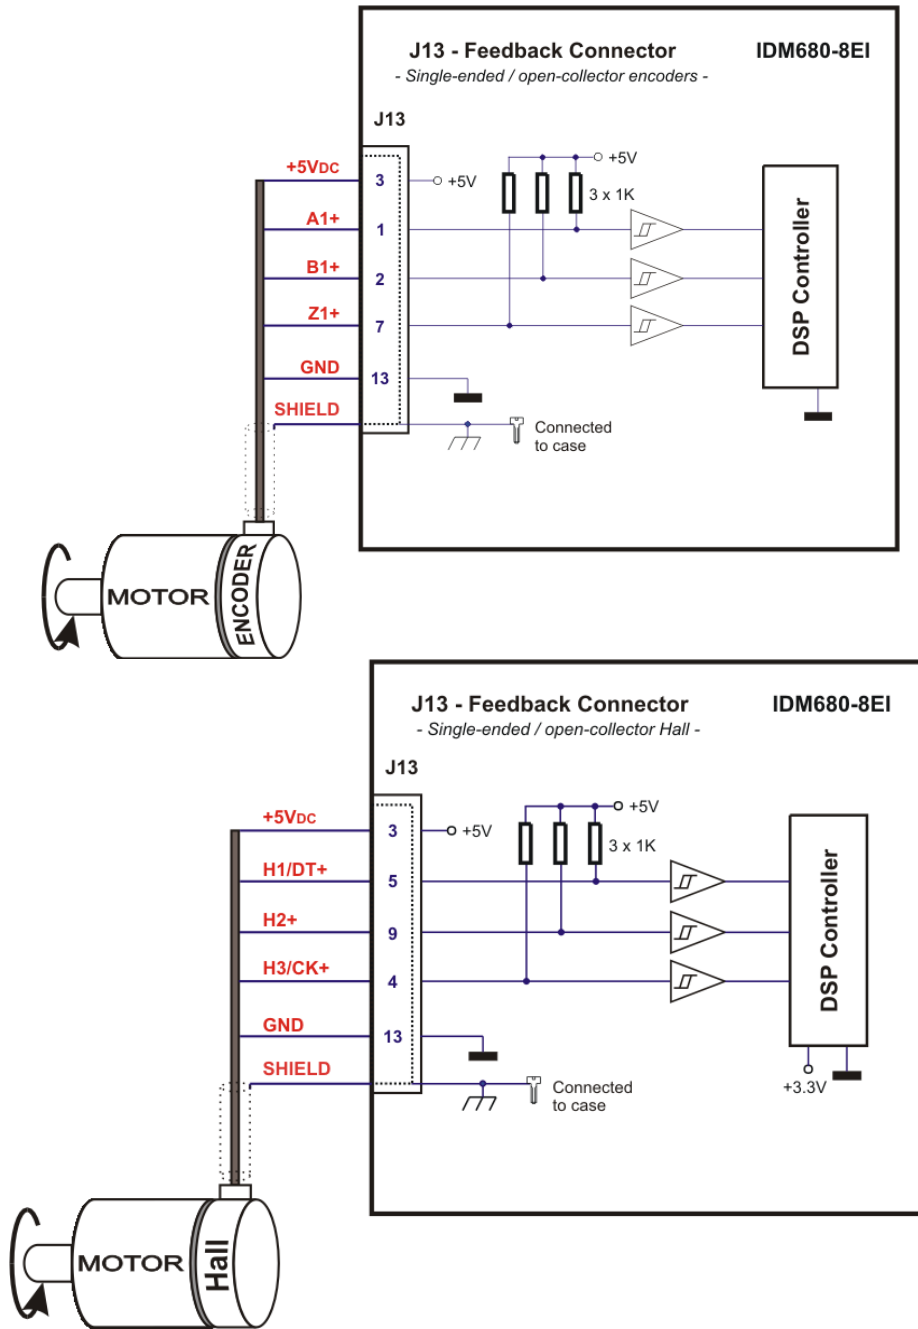 J13 - Feedback Connector
IDM680-8EI
- Single-ended / open-collector encoders -
J13
+5VDC
3
+5V
+5V
3 x 1K
A1+
1
B1+
2
Z1+
7
GND
13
SHIELD
Connected
to case
DSP Controller
MOTOR
ENCODER
J13 - Feedback Connector
IDM680-8EI
- Single-ended / open-collector Hall -
J13
+5VDC
3
+5V
+5V
3 x 1K
H1/DT+
5
H2+
9
H3/CK+
4
GND
13
SHIELD
Connected
to case
DSP Controller
+3.3V
MOTOR
Hall